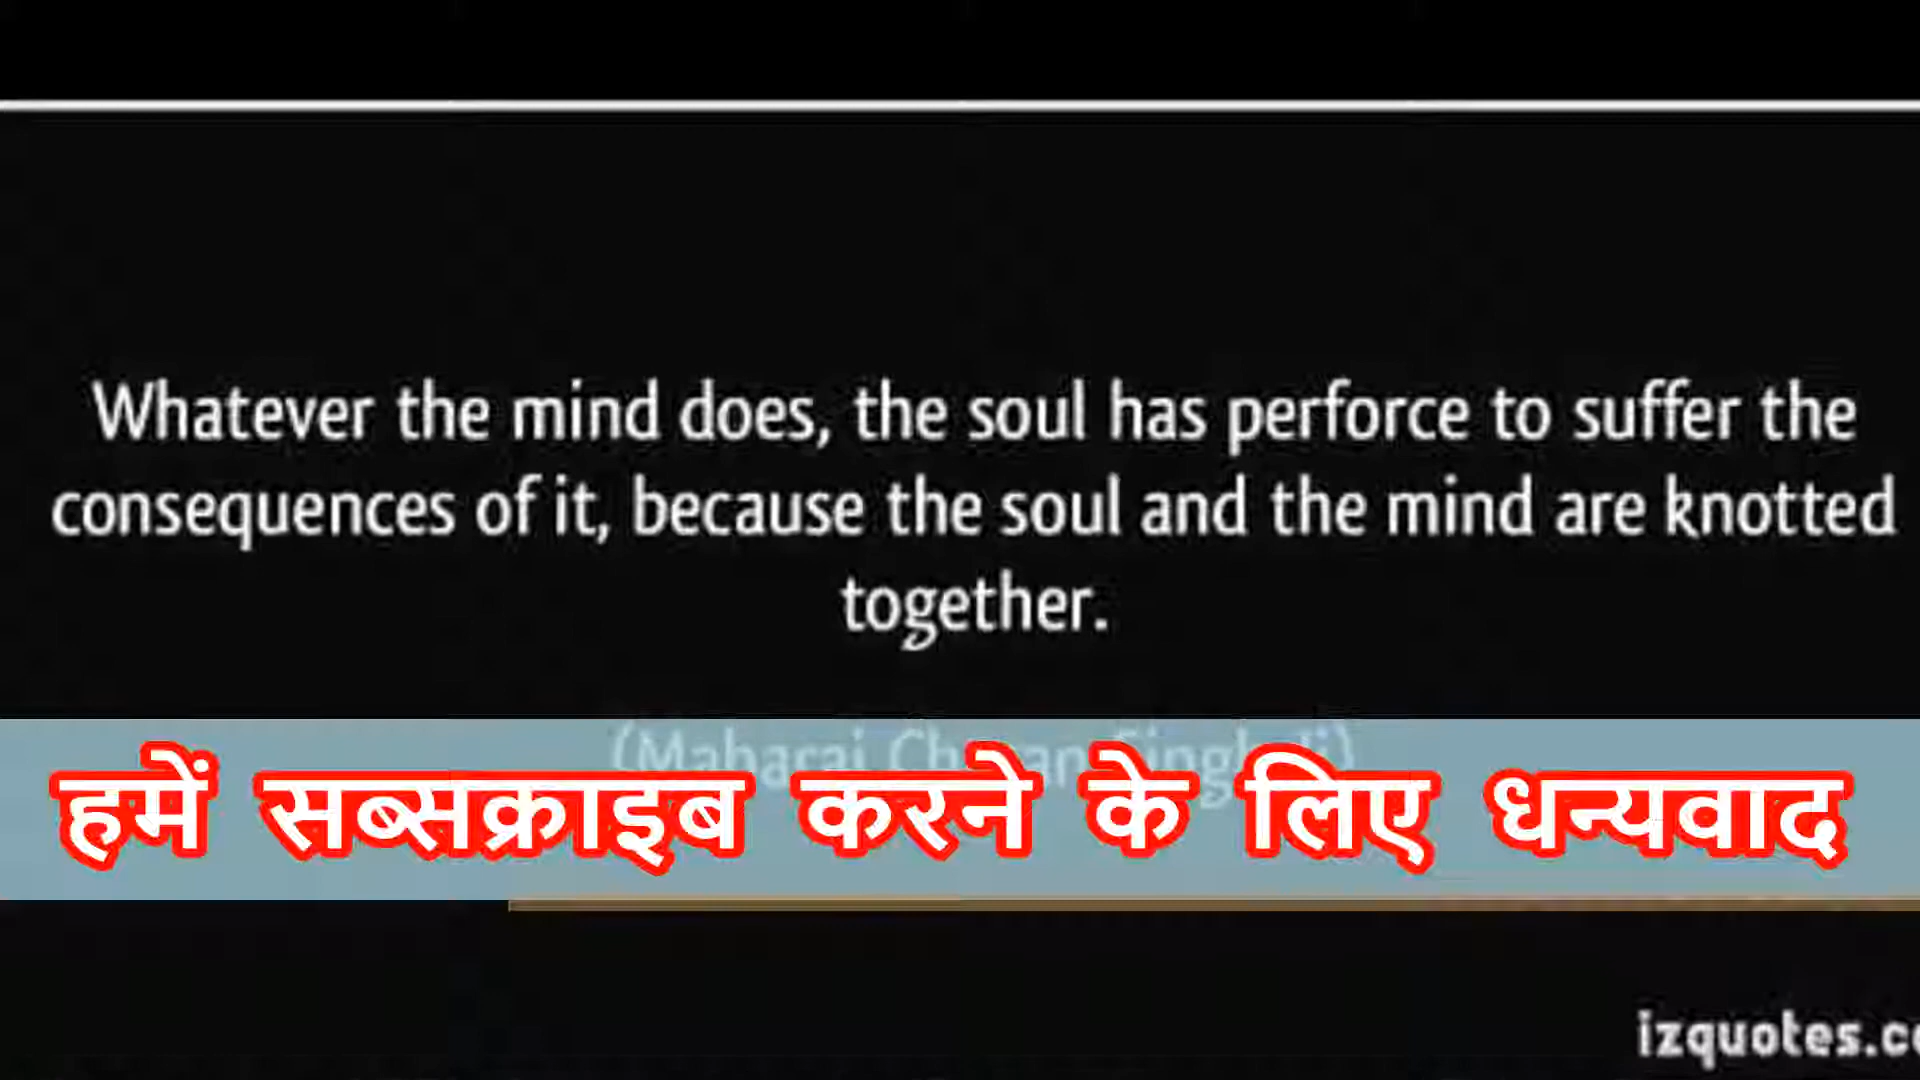 Whatever the mind does, the soul has perforce to suffer the
consequences of it, because the soul and the mind are knotted
together.
(Maharaj Charan Singh Ji)
हमें सब्सक्राइब करने के लिए धन्यवाद
izquotes.co